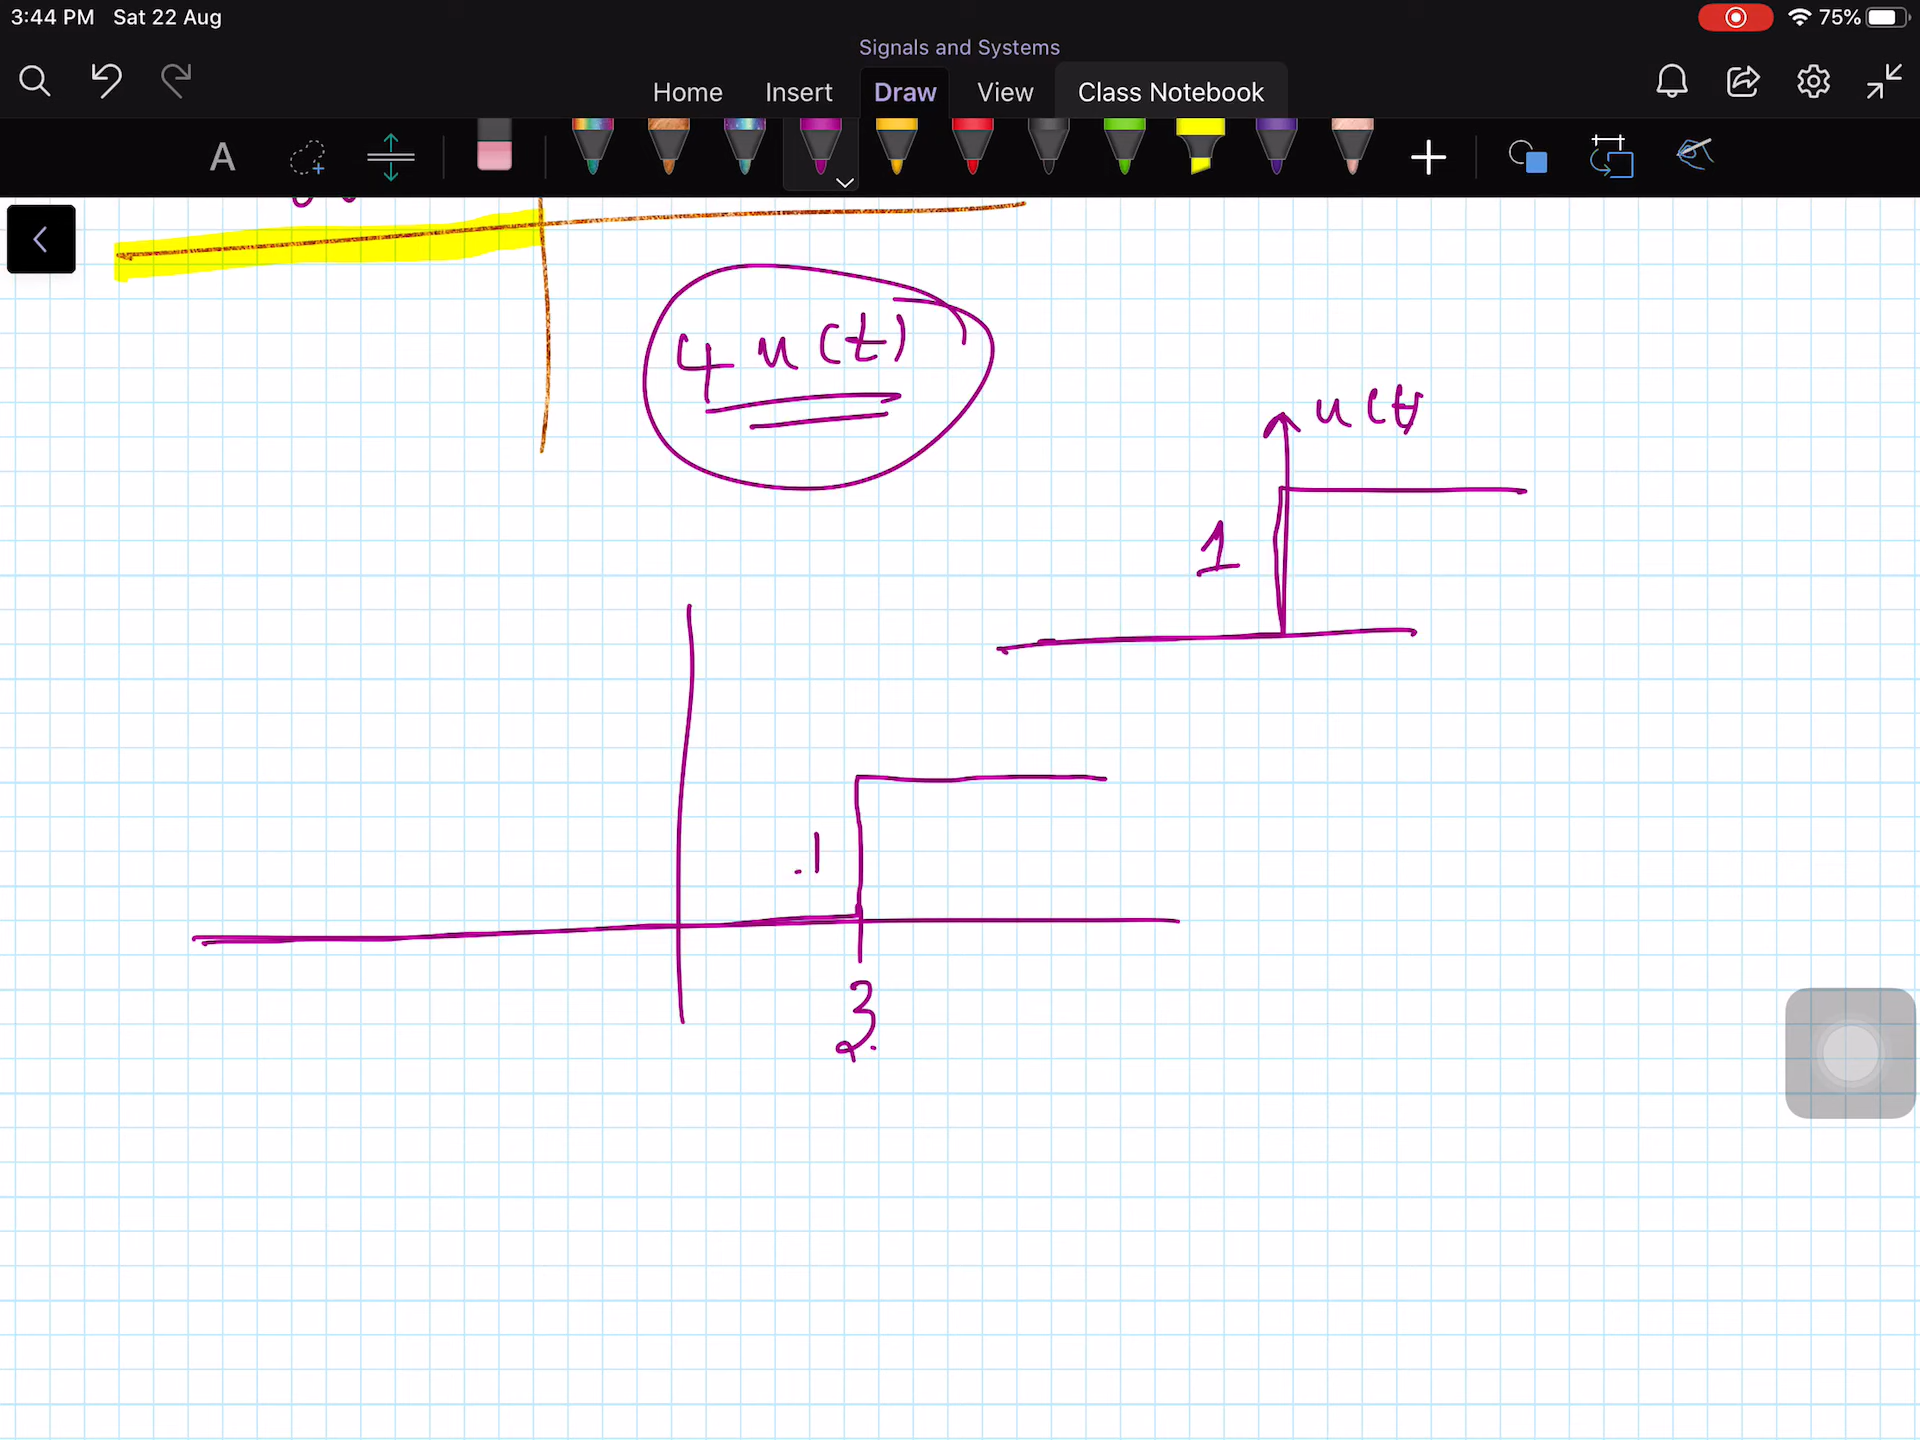 3:44 PM Sat 22 Aug 75%
Signals and Systems
Home Insert Draw View Class Notebook
A
4 u(t)
u(t)
1
.1
3